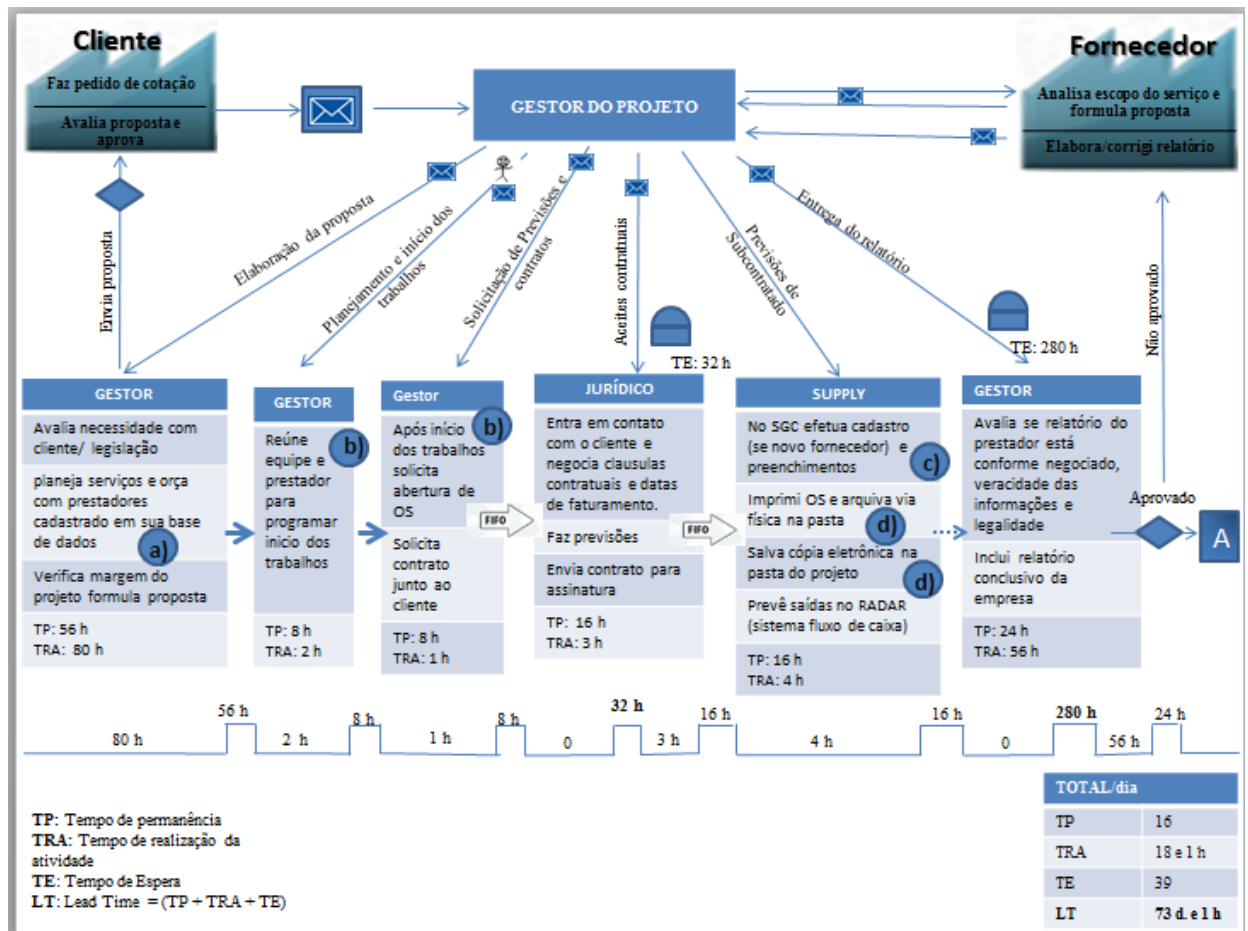 Cliente
Faz pedido de cotação
Avalia proposta e
aprova
GESTOR DO PROJETO
Fornecedor
Analisa escopo do serviço e
formula proposta
Elabora/corrigi relatório
Envia proposta
Elaboração da proposta
Planejamento e início dos
trabalhos
Solicitação de Previsões e
contratos
Aceites contratuais
Previsões de
Subcontratado
Entrega do relatório
Não aprovado
TE: 32 h
TE: 280 h
GESTOR
Avalia necessidade com
cliente/ legislação
planeja serviços e orça
com prestadores
cadastrado em sua base
de dados
a)
Verifica margem do
projeto formula proposta
TP: 56 h
TRA: 80 h
GESTOR
Reúne
equipe e
prestador
para
programar
inicio dos
trabalhos
b)
TP: 8 h
TRA: 2 h
Gestor
Após início
dos trabalhos
solicita
abertura de
OS
b)
Solicita
contrato
junto ao
cliente
TP: 8 h
TRA: 1 h
FIFO
JURÍDICO
Entra em contato
com o cliente e
negocia clausulas
contratuais e datas
de faturamento.
Faz previsões
Envia contrato para
assinatura
TP: 16 h
TRA: 3 h
FIFO
SUPPLY
No SGC efetua cadastro
(se novo fornecedor) e
preenchimentos
c)
Imprimi OS e arquiva via
física na pasta
d)
Salva cópia eletrônica na
pasta do projeto
d)
Prevê saídas no RADAR
(sistema fluxo de caixa)
TP: 16 h
TRA: 4 h
GESTOR
Avalia se relatório do
prestador está
conforme negociado,
veracidade das
informações e
legalidade
Inclui relatório
conclusivo da
empresa
TP: 24 h
TRA: 56 h
Aprovado
A
80 h
56 h
2 h
8 h
1 h
8 h
0
32 h
3 h
16 h
4 h
16 h
0
280 h
56 h
24 h
TP: Tempo de permanência
TRA: Tempo de realização da
atividade
TE: Tempo de Espera
LT: Lead Time = (TP + TRA + TE)
TOTAL/dia
TP 16
TRA 18 e 1 h
TE 39
LT 73 d. e 1 h